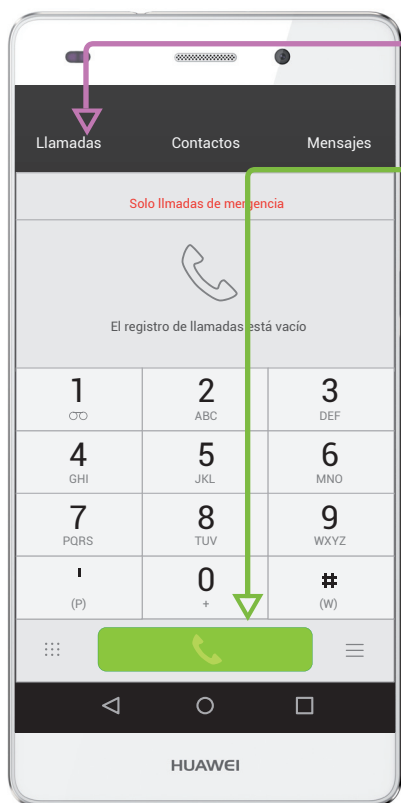 Llamadas Contactos Mensajes
Solo llmadas de mergencia
El registro de llamadas está vacío
1 2 3
ABC DEF
4 5 6
GHI JKL MNO
7 8 9
PQRS TUV WXYZ
' 0 #
(P) + (W)
HUAWEI